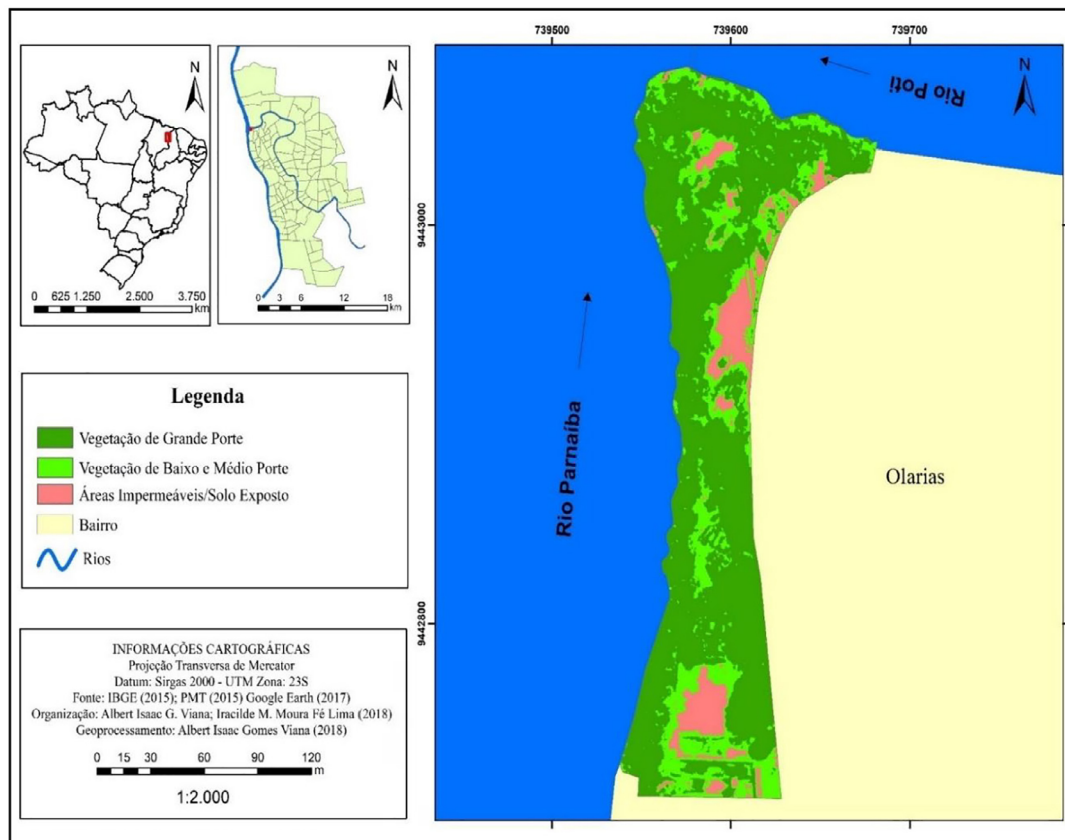 N
0 625 1.250 2.500 3.750
km
N
0 3 6 12 18
km
Legenda
Vegetação de Grande Porte
Vegetação de Baixo e Médio Porte
Áreas Impermeáveis/Solo Exposto
Bairro
Rios
INFORMAÇÕES CARTOGRÁFICAS
Projeção Transversa de Mercator
Datum: Sirgas 2000 - UTM Zona: 23S
Fonte: IBGE (2015); PMT (2015) Google Earth (2017)
Organização: Albert Isaac G. Viana; Iracilde M. Moura Fé Lima (2018)
Geoprocessamento: Albert Isaac Gomes Viana (2018)
0 15 30 60 90 120
m
1:2.000
739500 739600 739700
9443000
9442800
Rio Poti
N
Rio Parnaíba
Olarias